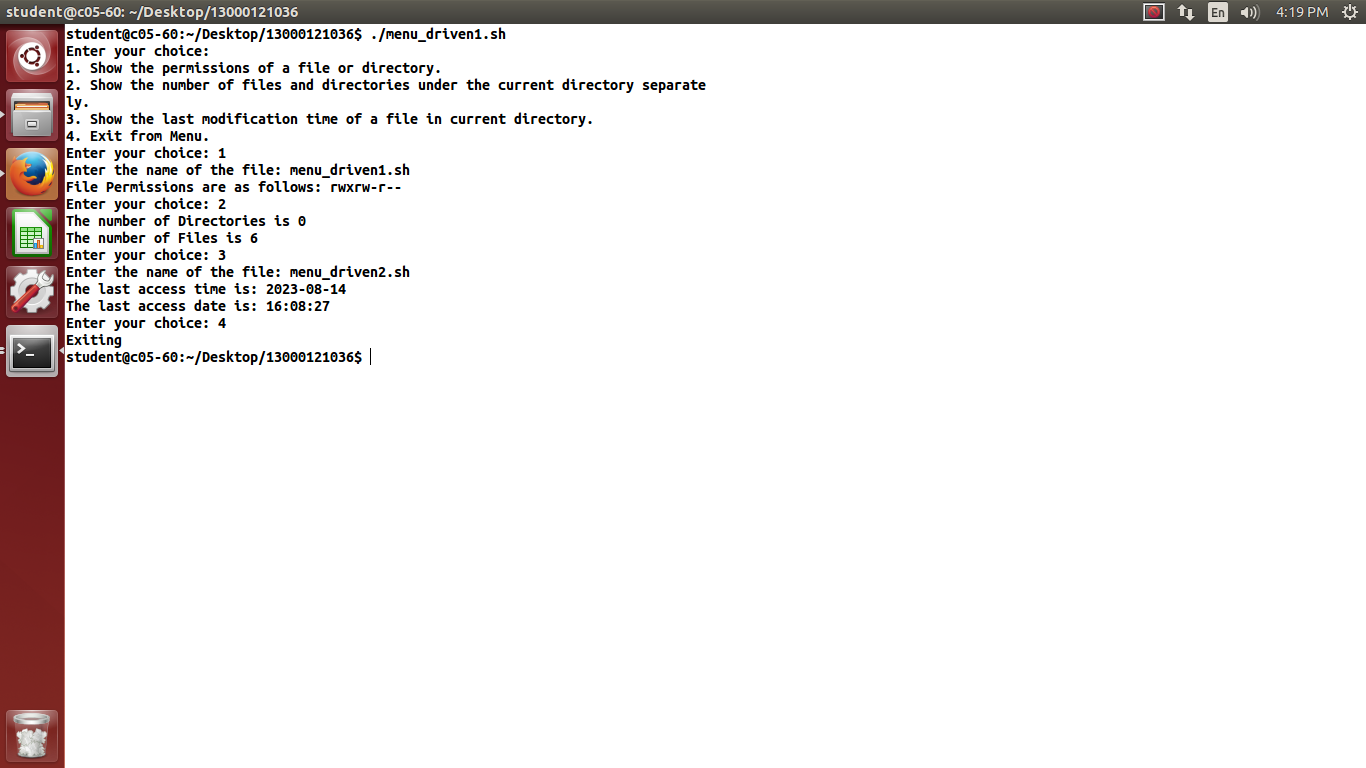 student@c05-60: ~/Desktop/13000121036
En
4:19 PM
student@c05-60:~/Desktop/13000121036$ ./menu_driven1.sh
Enter your choice:
1. Show the permissions of a file or directory.
2. Show the number of files and directories under the current directory separate
ly.
3. Show the last modification time of a file in current directory.
4. Exit from Menu.
Enter your choice: 1
Enter the name of the file: menu_driven1.sh
File Permissions are as follows: rwxrw-r--
Enter your choice: 2
The number of Directories is 0
The number of Files is 6
Enter your choice: 3
Enter the name of the file: menu_driven2.sh
The last access time is: 2023-08-14
The last access date is: 16:08:27
Enter your choice: 4
Exiting
student@c05-60:~/Desktop/13000121036$